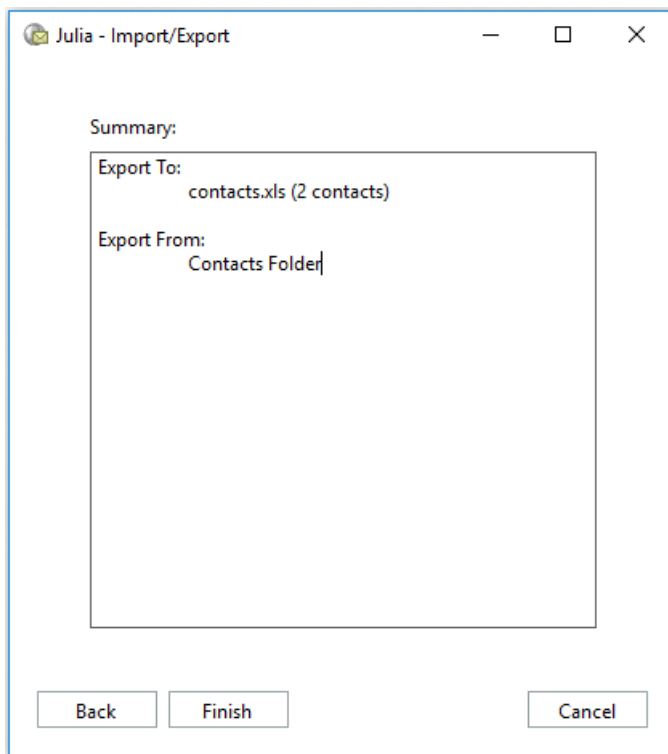 Julia - Import/Export
Summary:
Export To:
contacts.xls (2 contacts)
Export From:
Contacts Folder
Back Finish Cancel